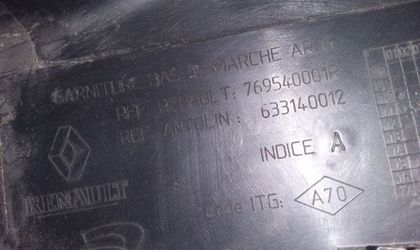 GARNITURE BAS DE MARCHE AR G
REF RENAULT: 769540001R
REF ANTOLIN: 633140012
INDICE A
RENAULT
Code ITG: A70